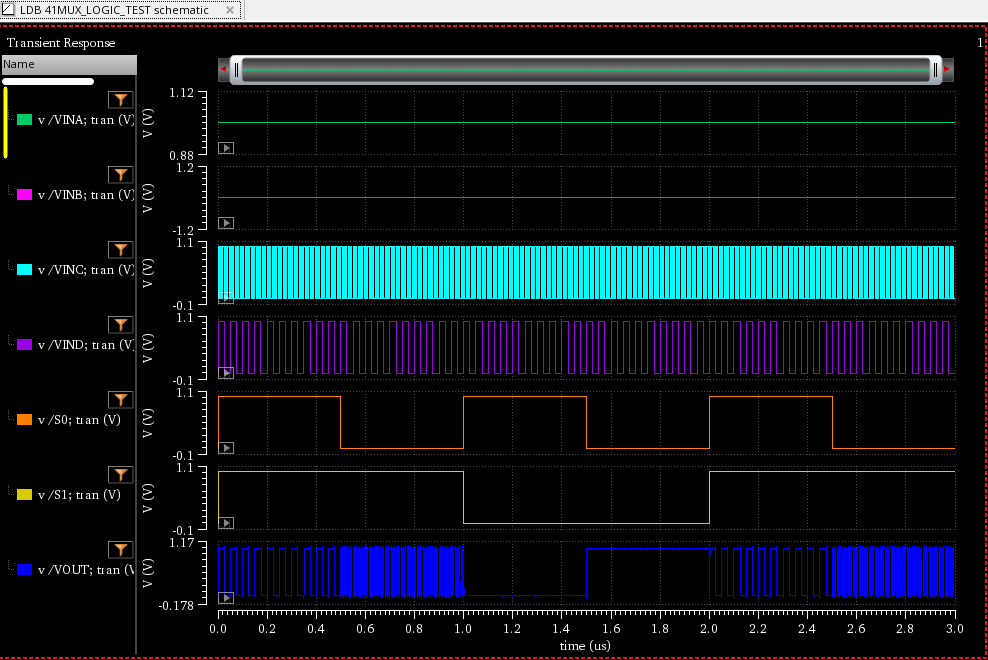 LDB 41MUX_LOGIC_TEST schematic
Transient Response
1
Name
1.12
V (V)
v /VINA; tran (V)
0.88
1.2
V (V)
v /VINB; tran (V)
-1.2
1.1
V (V)
v /VINC; tran (V)
-0.1
1.1
V (V)
v /VIND; tran (V)
-0.1
1.1
V (V)
v /S0; tran (V)
-0.1
1.1
V (V)
v /S1; tran (V)
-0.1
1.17
V (V)
v /VOUT; tran (V
-0.178
0.0 0.2 0.4 0.6 0.8 1.0 1.2 1.4 1.6 1.8 2.0 2.2 2.4 2.6 2.8 3.0
time (us)